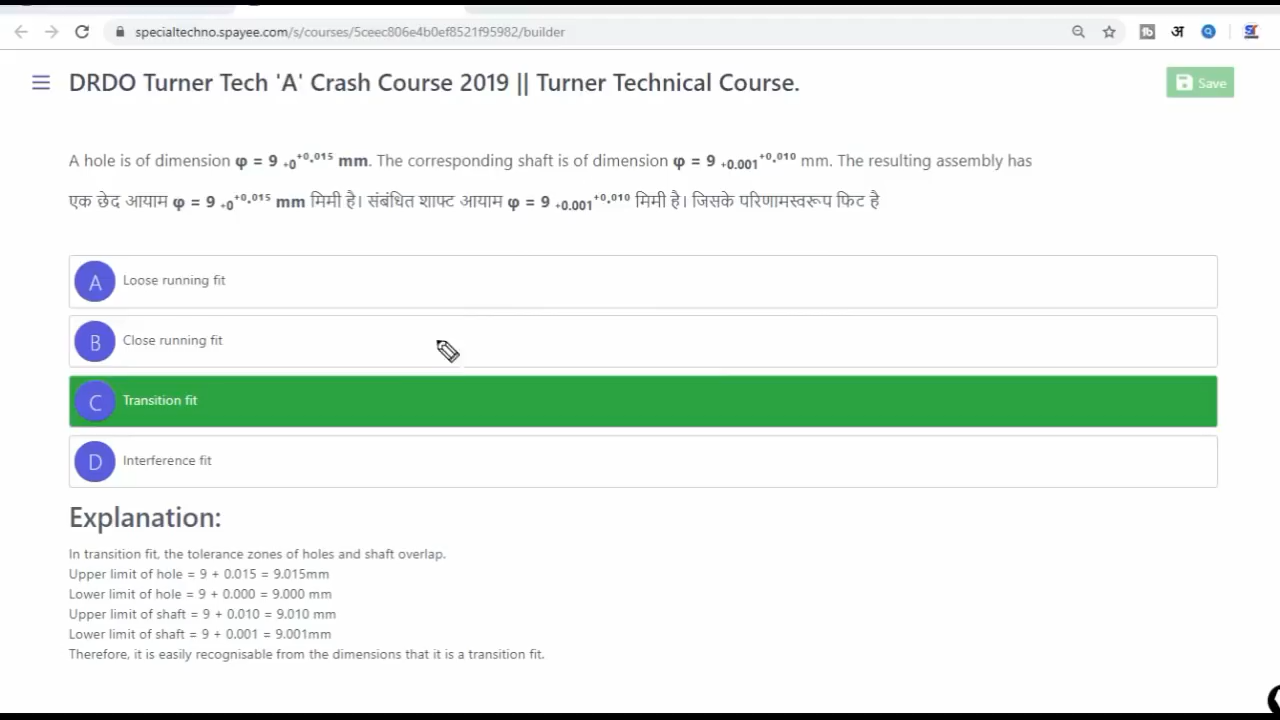 specialtechno.spayee.com/s/courses/5ceec806e4b0ef8521f95982/builder
DRDO Turner Tech 'A' Crash Course 2019 || Turner Technical Course.
Save
A hole is of dimension φ = 9 +0+0.015 mm. The corresponding shaft is of dimension φ = 9 +0.001+0.010 mm. The resulting assembly has
एक छेद आयाम φ = 9 +0+0.015 mm मिमी है। संबंधित शाफ्ट आयाम φ = 9 +0.001+0.010 मिमी है। जिसके परिणामस्वरूप फिट है
A Loose running fit
B Close running fit
C Transition fit
D Interference fit
Explanation:
In transition fit, the tolerance zones of holes and shaft overlap.
Upper limit of hole = 9 + 0.015 = 9.015mm
Lower limit of hole = 9 + 0.000 = 9.000 mm
Upper limit of shaft = 9 + 0.010 = 9.010 mm
Lower limit of shaft = 9 + 0.001 = 9.001mm
Therefore, it is easily recognisable from the dimensions that it is a transition fit.